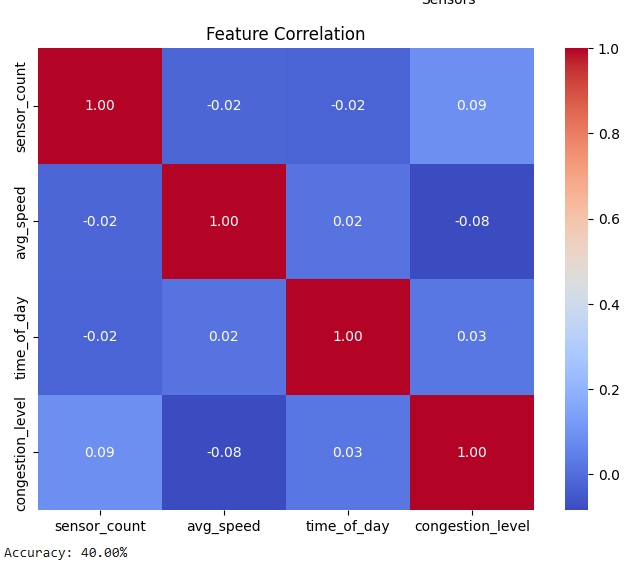 Sensors
Feature Correlation
sensor_count 1.00 -0.02 -0.02 0.09
avg_speed -0.02 1.00 0.02 -0.08
time_of_day -0.02 0.02 1.00 0.03
congestion_level 0.09 -0.08 0.03 1.00
sensor_count avg_speed time_of_day congestion_level
1.0
0.8
0.6
0.4
0.2
0.0
Accuracy: 40.00%